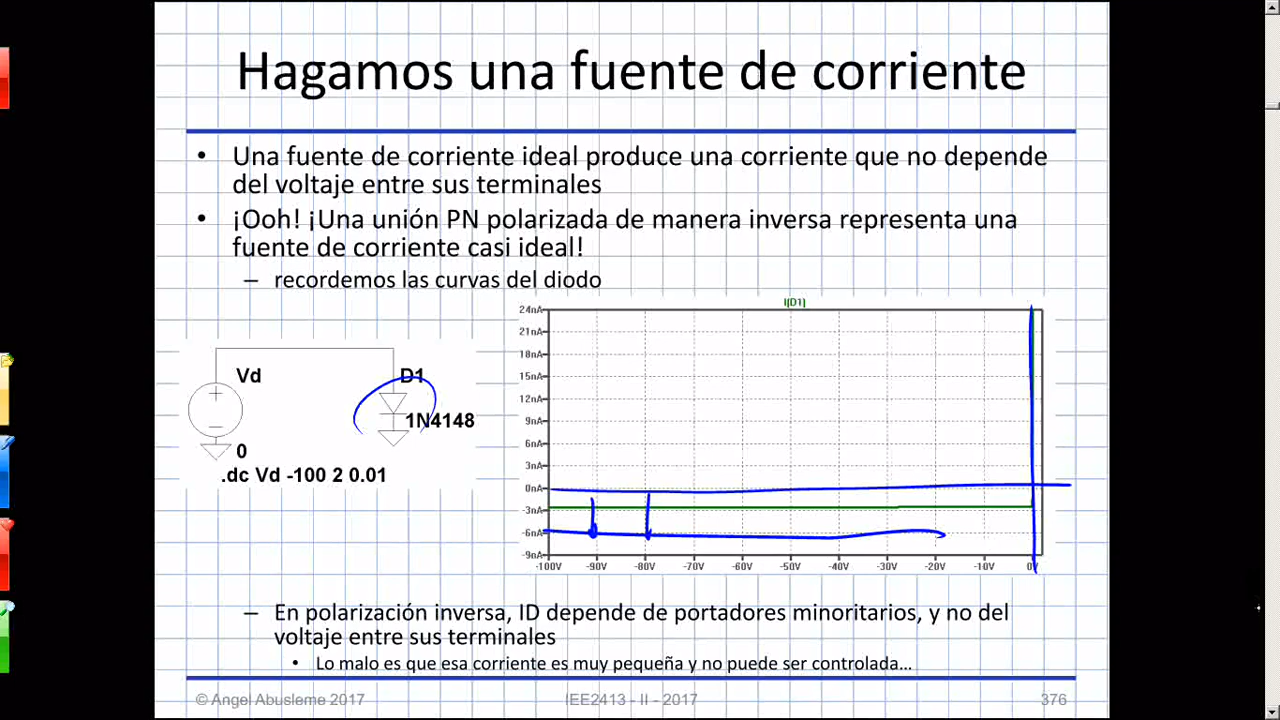 Hagamos una fuente de corriente
• Una fuente de corriente ideal produce una corriente que no depende
del voltaje entre sus terminales
• ¡Ooh! ¡Una unión PN polarizada de manera inversa representa una
fuente de corriente casi ideal!
– recordemos las curvas del diodo
I(D1)
24nA
21nA
18nA
15nA
12nA
9nA
6nA
3nA
0nA
-3nA
-6nA
-9nA
-100V -90V -80V -70V -60V -50V -40V -30V -20V -10V 0V
Vd
D1
1N4148
0
.dc Vd -100 2 0.01
– En polarización inversa, ID depende de portadores minoritarios, y no del
voltaje entre sus terminales
• Lo malo es que esa corriente es muy pequeña y no puede ser controlada…
© Angel Abusleme 2017 IEE2413 - II - 2017 376